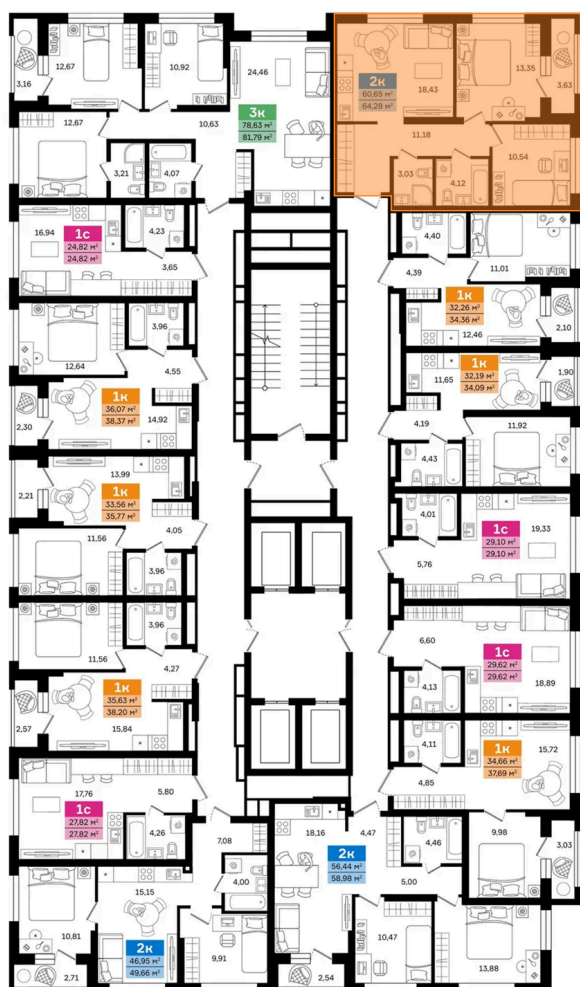 12,67
10,92
24,46
3,16
3к
78,63 м²
81,79 м²
12,67
10,63
3,21
4,07
2к
60,65 м²
64,28 м²
18,43
13,35
3,63
11,18
10,54
3,03
4,12
16,94
1с
24,82 м²
24,82 м²
4,23
3,65
4,40
4,39
11,01
1к
32,26 м²
34,36 м²
12,46
2,10
3,96
12,64
4,55
1к
36,07 м²
38,37 м²
14,92
2,30
11,65
1к
32,19 м²
34,09 м²
1,90
4,19
11,92
4,43
13,99
2,21
1к
33,56 м²
35,77 м²
4,05
11,56
3,96
4,01
1с
29,10 м²
29,10 м²
19,33
5,76
3,96
11,56
4,27
1к
35,63 м²
38,20 м²
2,57
15,84
6,60
1с
29,62 м²
29,62 м²
4,13
18,89
4,11
1к
34,66 м²
37,69 м²
15,72
4,85
17,76
5,80
1с
27,82 м²
27,82 м²
4,26
7,08
4,00
18,16
4,47
2к
56,44 м²
58,98 м²
4,46
5,00
9,98
3,03
15,15
10,81
2к
46,95 м²
49,66 м²
2,71
9,91
2,54
10,47
13,88